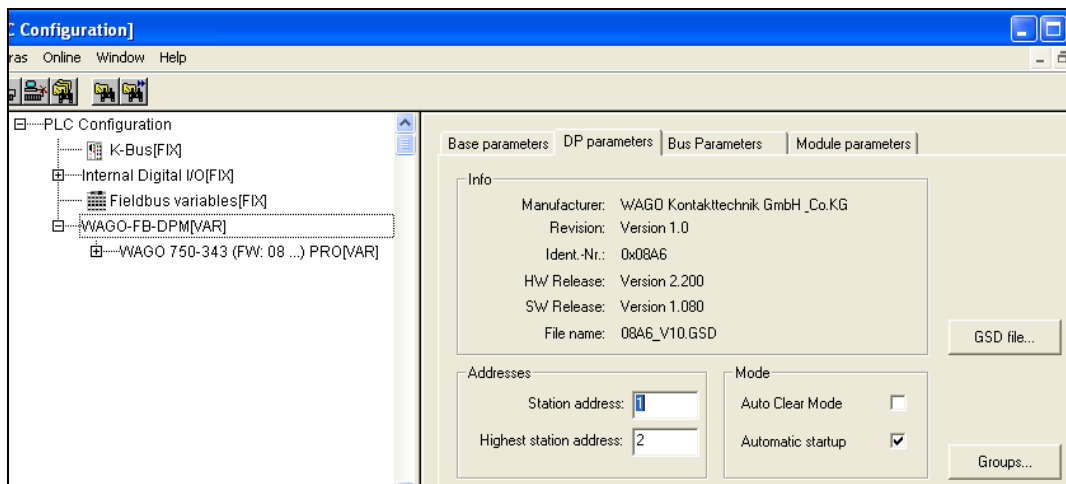 C Configuration]
ras Online Window Help
PLC Configuration
K-Bus[FIX]
Internal Digital I/O[FIX]
Fieldbus variables[FIX]
WAGO-FB-DPM[VAR]
WAGO 750-343 (FW: 08 ...) PRO[VAR]
Base parameters DP parameters Bus Parameters Module parameters
Info
Manufacturer: WAGO Kontakttechnik GmbH _Co.KG
Revision: Version 1.0
Ident.-Nr.: 0x08A6
HW Release: Version 2.200
SW Release: Version 1.080
File name: 08A6_V10.GSD
GSD file...
Addresses
Station address: 1
Highest station address: 2
Mode
Auto Clear Mode
Automatic startup
Groups...